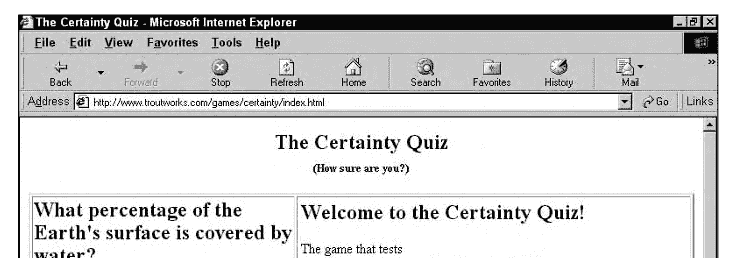 The Certainty Quiz - Microsoft Internet Explorer
File Edit View Favorites Tools Help
Back Forward Stop Refresh Home Search Favorites History Mail »
Address http://www.troutworks.com/games/certainty/index.html Go Links
The Certainty Quiz
(How sure are you?)
What percentage of the
Earth's surface is covered by
water?
Welcome to the Certainty Quiz!
The game that tests